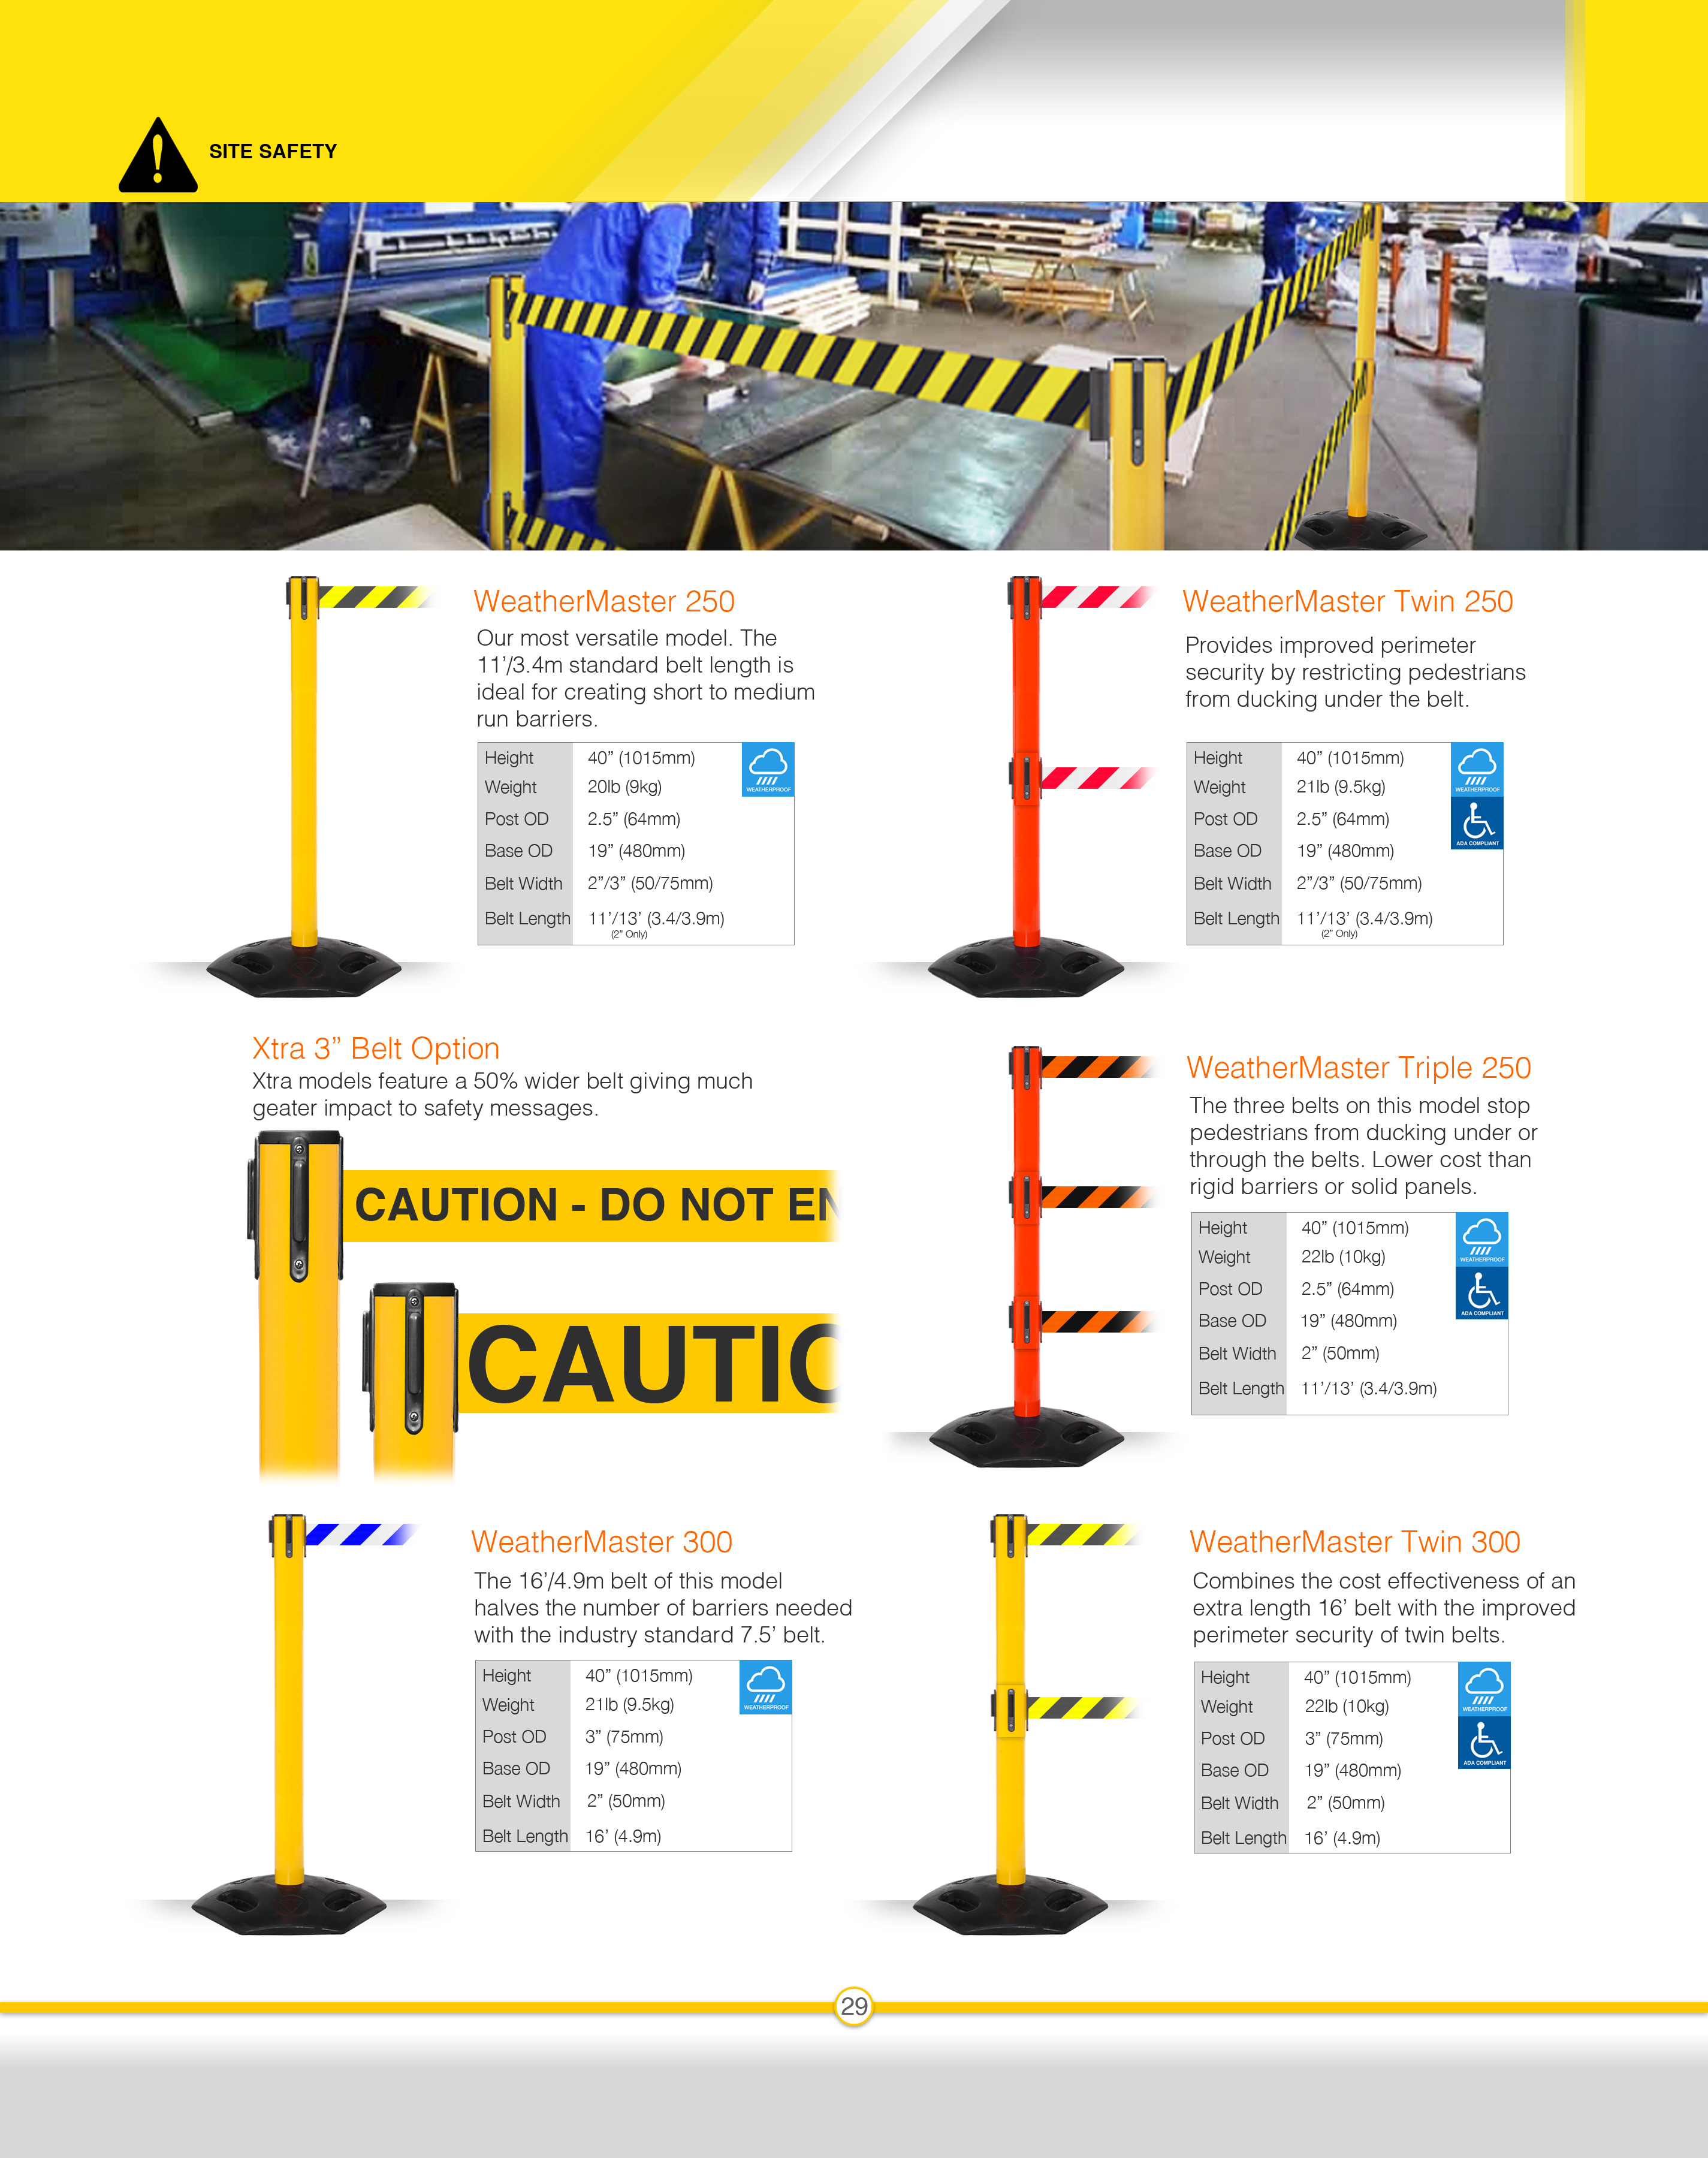 SITE SAFETY
WeatherMaster 250
Our most versatile model. The
11’/3.4m standard belt length is
ideal for creating short to medium
run barriers.
Height 40” (1015mm)
Weight 20lb (9kg)
Post OD 2.5” (64mm)
Base OD 19” (480mm)
Belt Width 2”/3” (50/75mm)
Belt Length 11’/13’ (3.4/3.9m)
(2” Only)
WEATHERPROOF
WeatherMaster Twin 250
Provides improved perimeter
security by restricting pedestrians
from ducking under the belt.
Height 40” (1015mm)
Weight 21lb (9.5kg)
Post OD 2.5” (64mm)
Base OD 19” (480mm)
Belt Width 2”/3” (50/75mm)
Belt Length 11’/13’ (3.4/3.9m)
(2” Only)
WEATHERPROOF
ADA COMPLIANT
Xtra 3” Belt Option
Xtra models feature a 50% wider belt giving much
geater impact to safety messages.
CAUTION - DO NOT EN
CAUTIO
WeatherMaster Triple 250
The three belts on this model stop
pedestrians from ducking under or
through the belts. Lower cost than
rigid barriers or solid panels.
Height 40” (1015mm)
Weight 22lb (10kg)
Post OD 2.5” (64mm)
Base OD 19” (480mm)
Belt Width 2” (50mm)
Belt Length 11’/13’ (3.4/3.9m)
WEATHERPROOF
ADA COMPLIANT
WeatherMaster 300
The 16’/4.9m belt of this model
halves the number of barriers needed
with the industry standard 7.5’ belt.
Height 40” (1015mm)
Weight 21lb (9.5kg)
Post OD 3” (75mm)
Base OD 19” (480mm)
Belt Width 2” (50mm)
Belt Length 16’ (4.9m)
WEATHERPROOF
WeatherMaster Twin 300
Combines the cost effectiveness of an
extra length 16’ belt with the improved
perimeter security of twin belts.
Height 40” (1015mm)
Weight 22lb (10kg)
Post OD 3” (75mm)
Base OD 19” (480mm)
Belt Width 2” (50mm)
Belt Length 16’ (4.9m)
WEATHERPROOF
ADA COMPLIANT
29